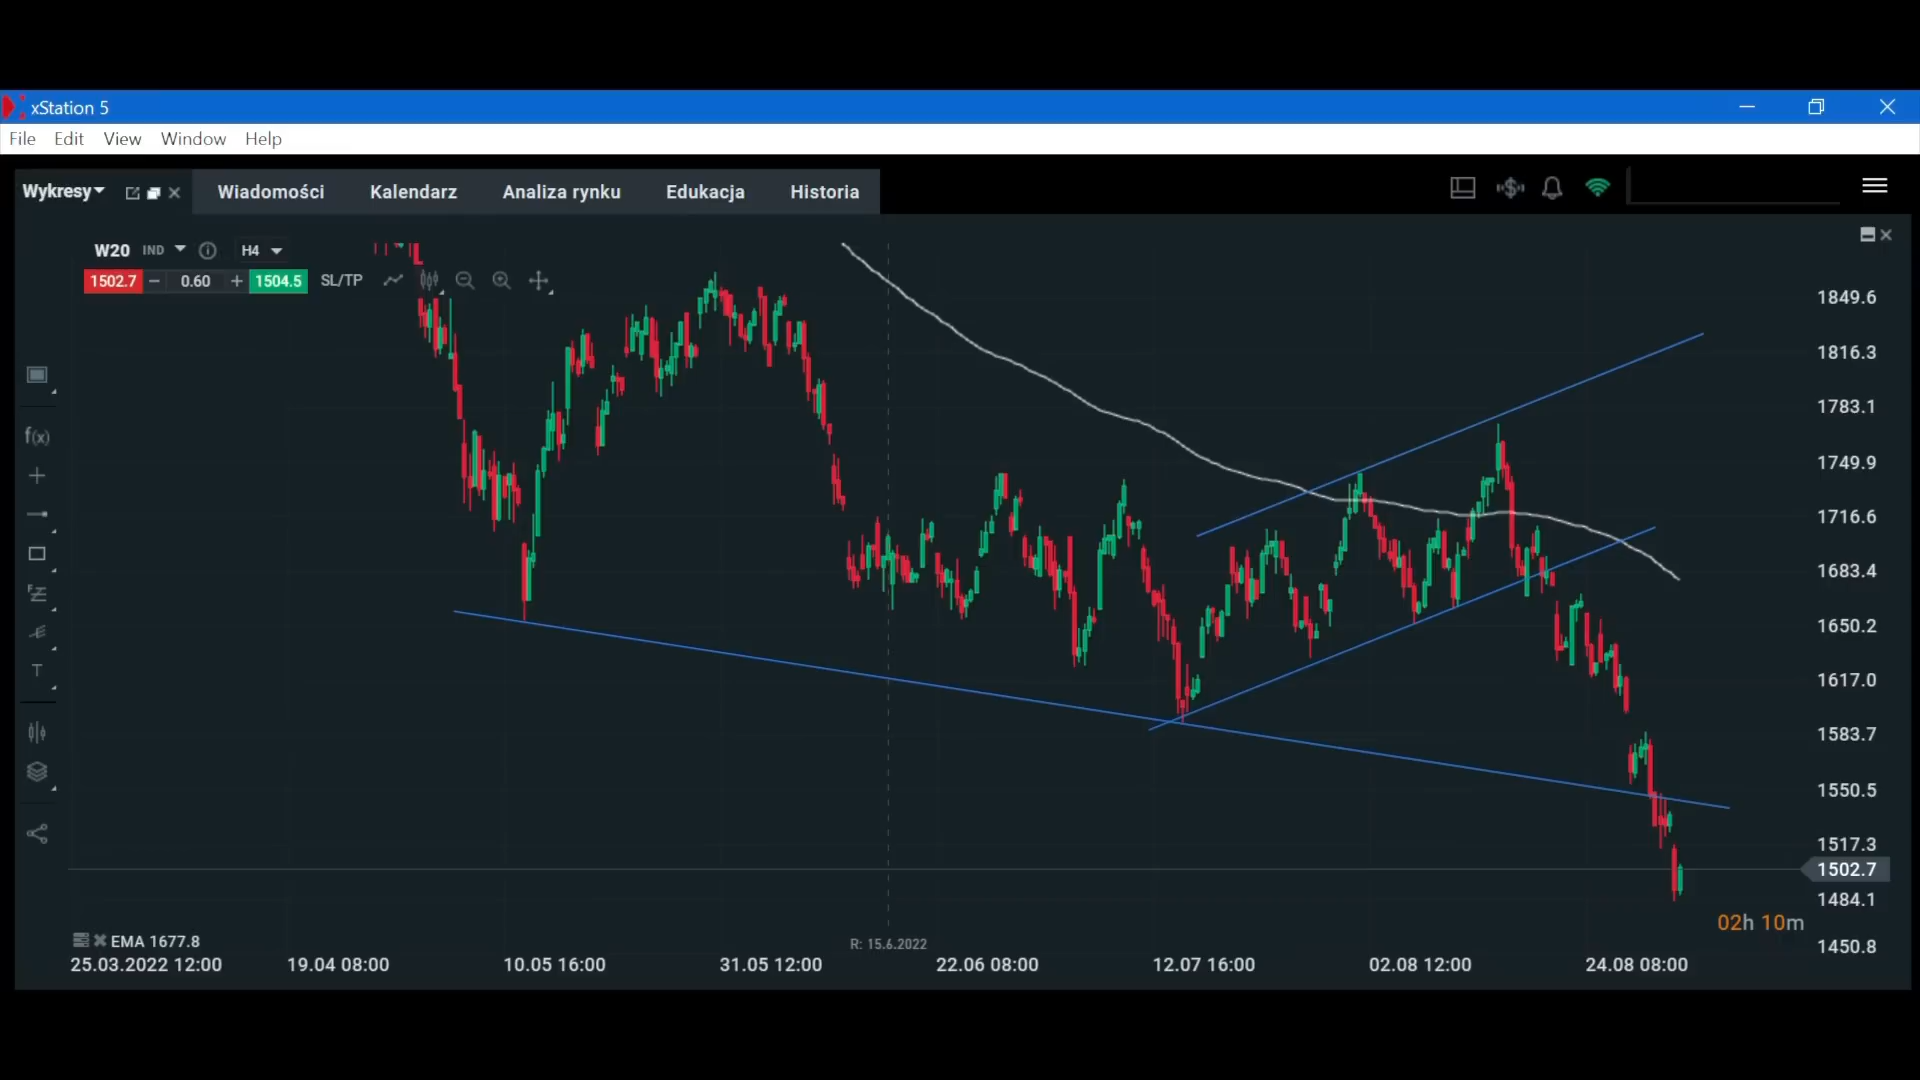 xStation 5
File Edit View Window Help
Wykresy Wiadomości Kalendarz Analiza rynku Edukacja Historia
W20 IND H4
1502.7 − 0.60 + 1504.5 SL/TP
1849.6
1816.3
1783.1
f(x)
1749.9
1716.6
1683.4
1650.2
T
1617.0
1583.7
1550.5
1517.3
1502.7
1484.1
02h 10m
EMA 1677.8
R: 15.6.2022
1450.8
25.03.2022 12:00 19.04 08:00 10.05 16:00 31.05 12:00 22.06 08:00 12.07 16:00 02.08 12:00 24.08 08:00